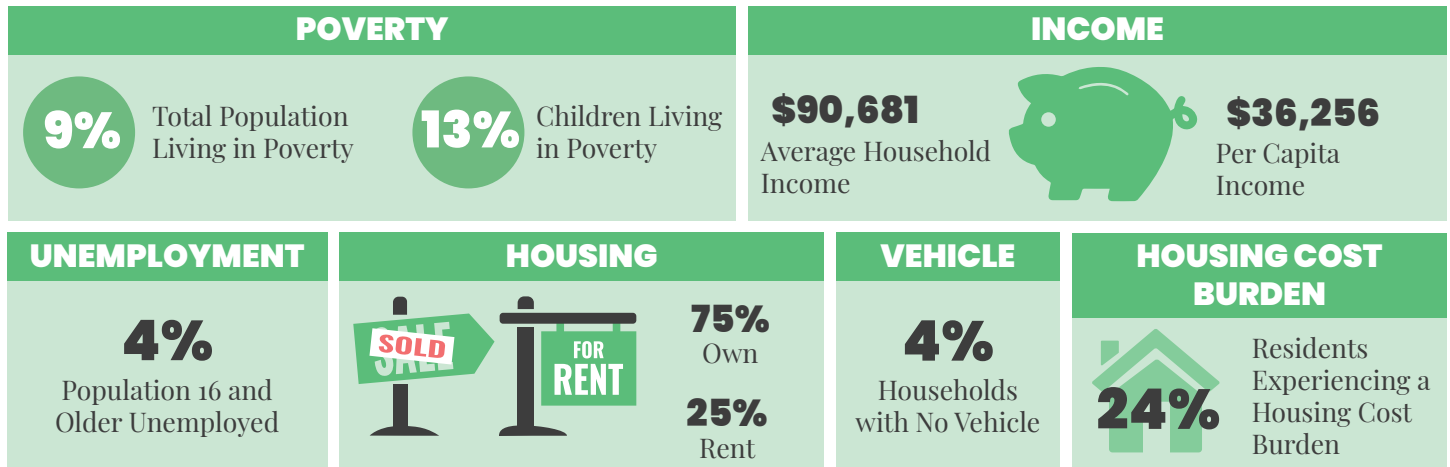 POVERTY
9%
Total Population
Living in Poverty
13%
Children Living
in Poverty
INCOME
$90,681
Average Household
Income
$36,256
Per Capita
Income
UNEMPLOYMENT
4%
Population 16 and
Older Unemployed
HOUSING
SALE
SOLD
FOR
RENT
75%
Own
25%
Rent
VEHICLE
4%
Households
with No Vehicle
HOUSING COST
BURDEN
24%
Residents
Experiencing a
Housing Cost
Burden